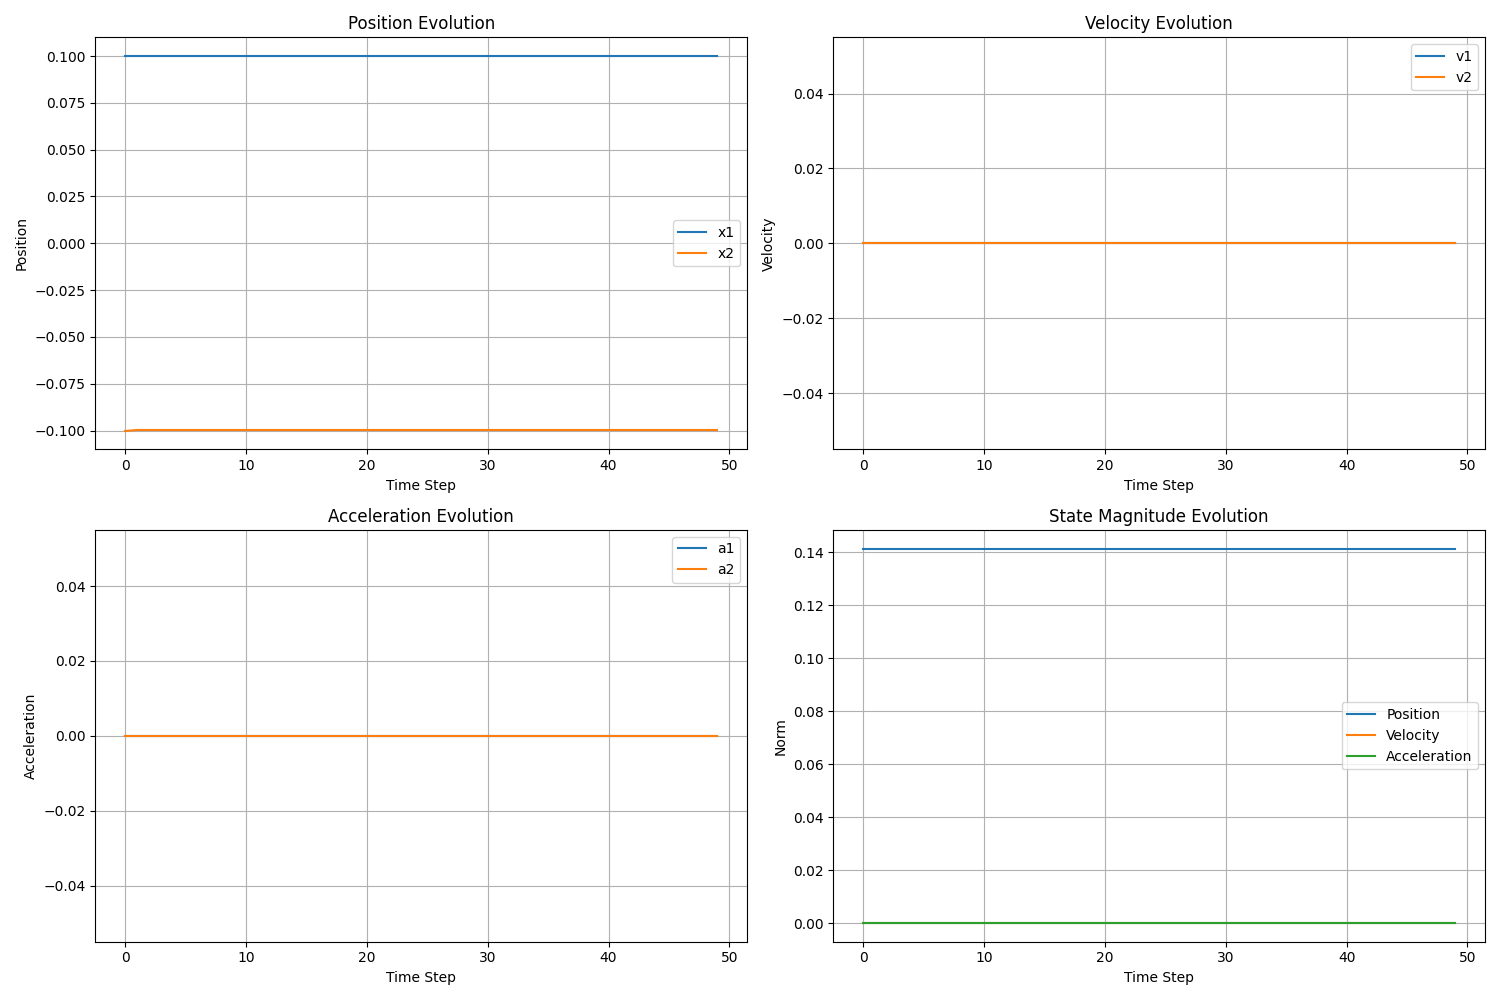 Position Evolution
Position
0.100
0.075
0.050
0.025
0.000
−0.025
−0.050
−0.075
−0.100
x1
x2
0 10 20 30 40 50
Time Step
Velocity Evolution
Velocity
0.04
0.02
0.00
−0.02
−0.04
v1
v2
0 10 20 30 40 50
Time Step
Acceleration Evolution
Acceleration
0.04
0.02
0.00
−0.02
−0.04
a1
a2
0 10 20 30 40 50
Time Step
State Magnitude Evolution
Norm
0.14
0.12
0.10
0.08
0.06
0.04
0.02
0.00
Position
Velocity
Acceleration
0 10 20 30 40 50
Time Step